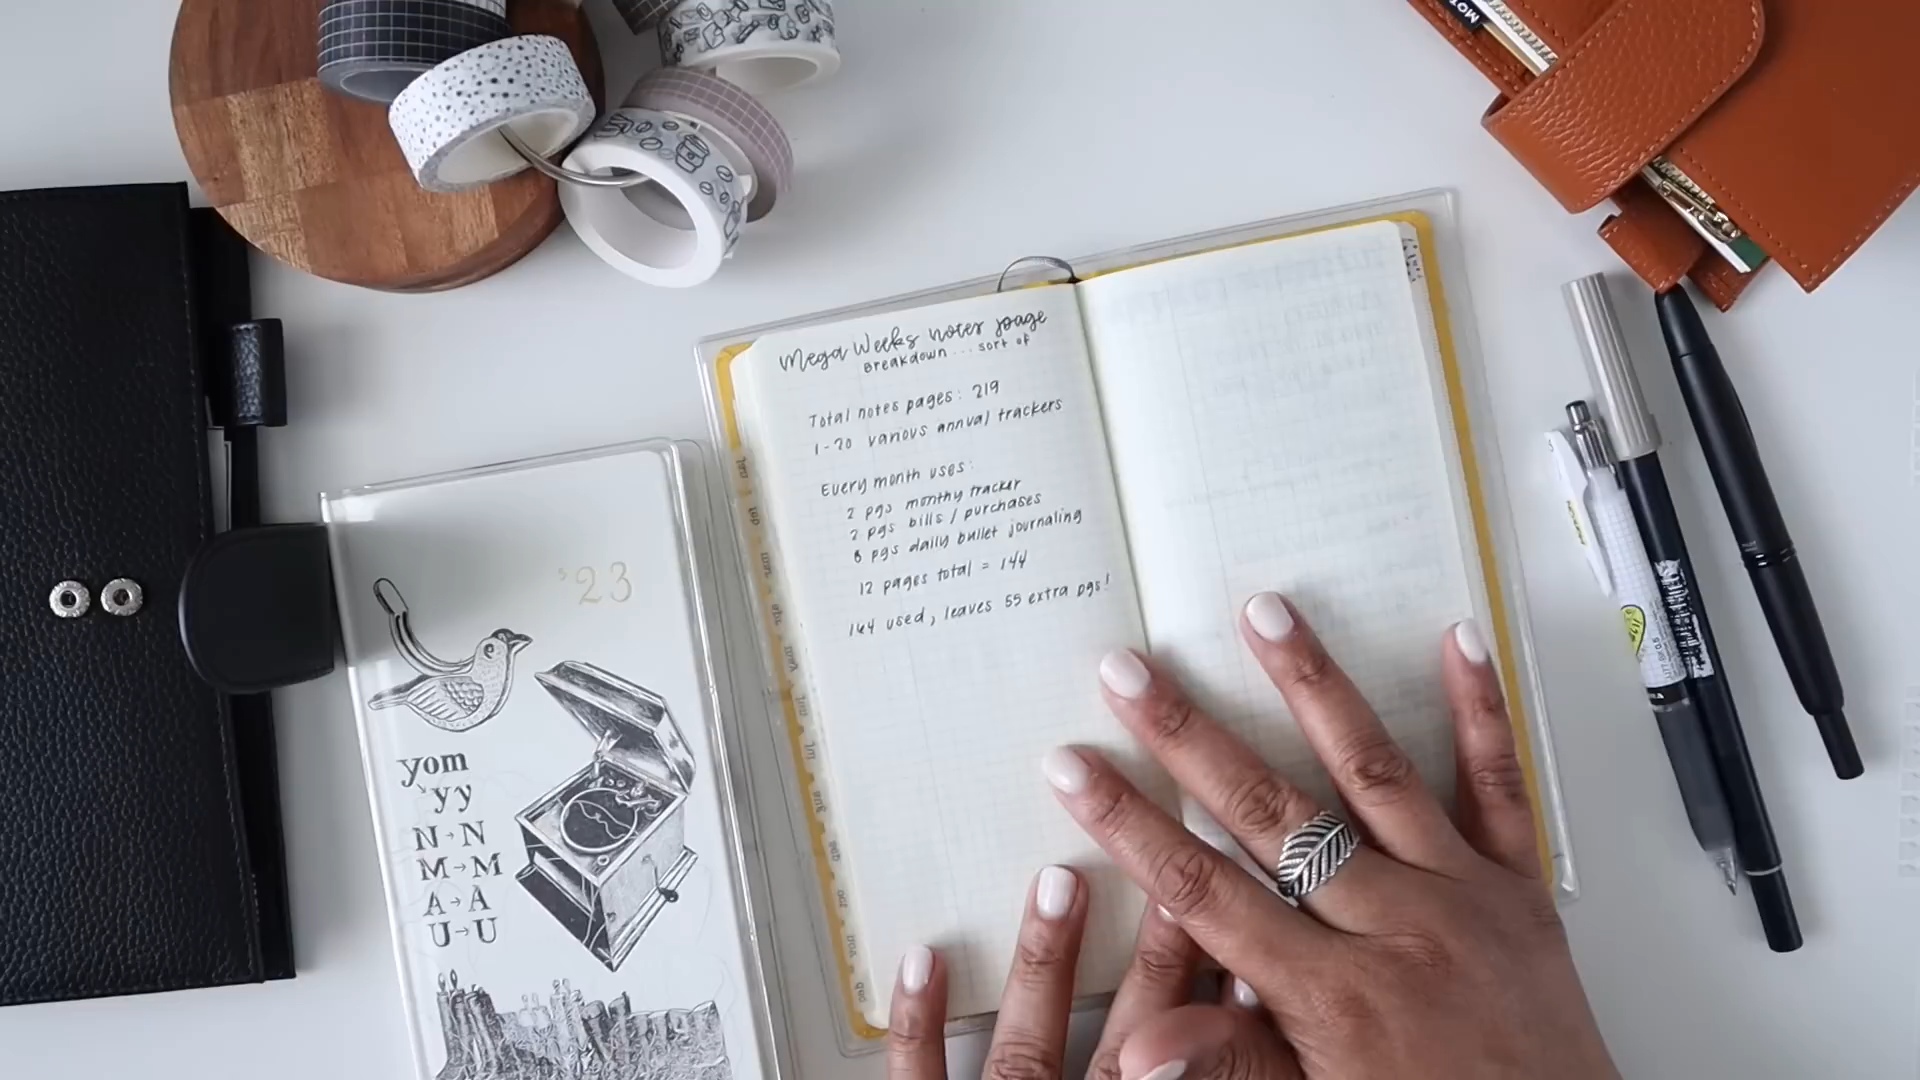 Mega Weeks notes page
Breakdown... sort of
Total notes pages: 219
1-20 various annual trackers
Every month uses:
2 pgs monthy tracker
2 pgs bills / purchases
8 pgs daily bullet journaling
12 pages total = 144
164 used, leaves 55 extra pgs!
'23
yom
yy
N→N
M→M
A→A
U→U